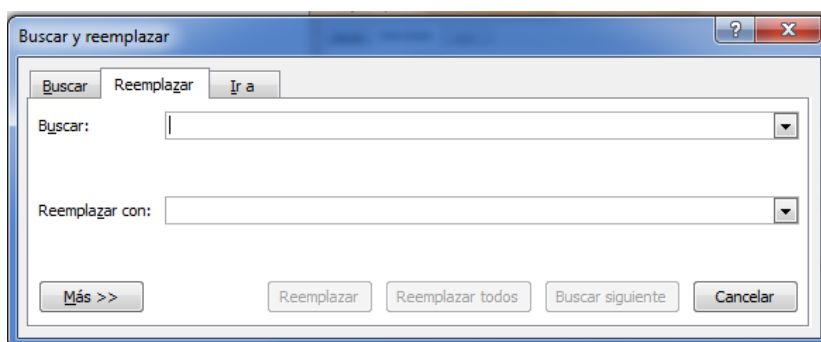 Buscar y reemplazar
Buscar Reemplazar Ir a
Buscar:
Reemplazar con:
Más >> Reemplazar Reemplazar todos Buscar siguiente Cancelar